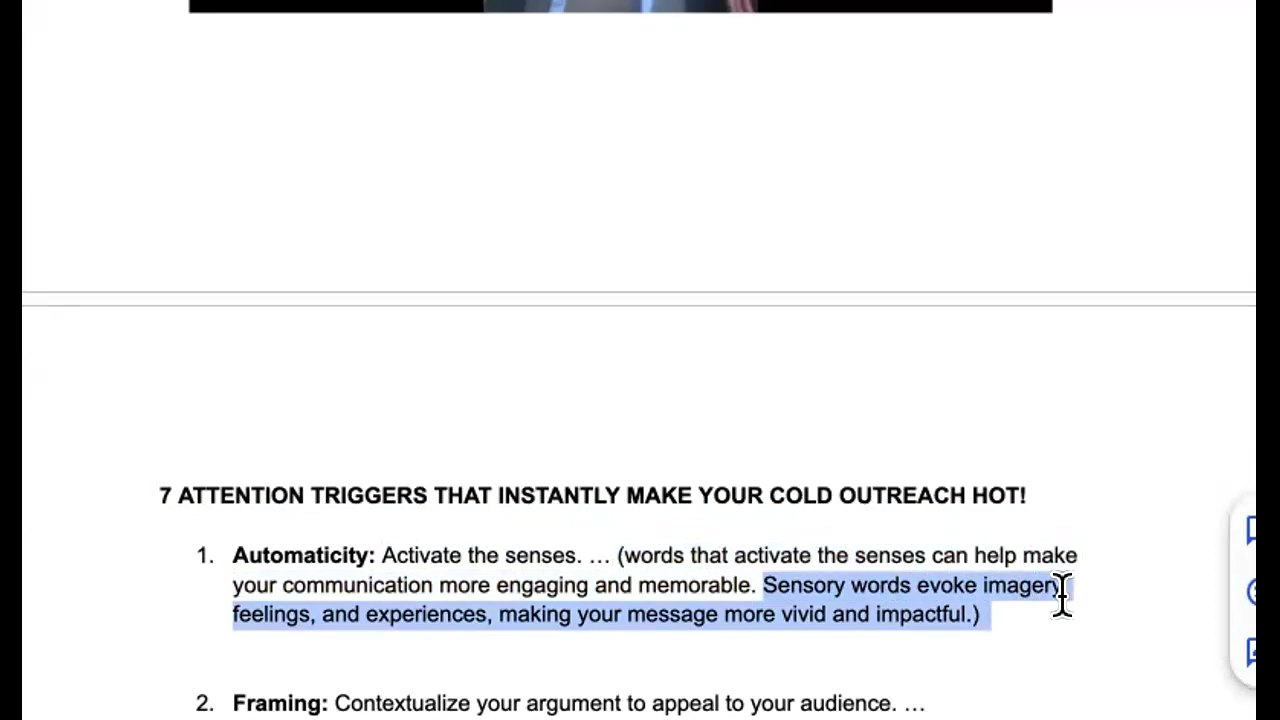 7 ATTENTION TRIGGERS THAT INSTANTLY MAKE YOUR COLD OUTREACH HOT!
1. Automaticity: Activate the senses. … (words that activate the senses can help make
your communication more engaging and memorable. Sensory words evoke imagery,
feelings, and experiences, making your message more vivid and impactful.)
2. Framing: Contextualize your argument to appeal to your audience. …